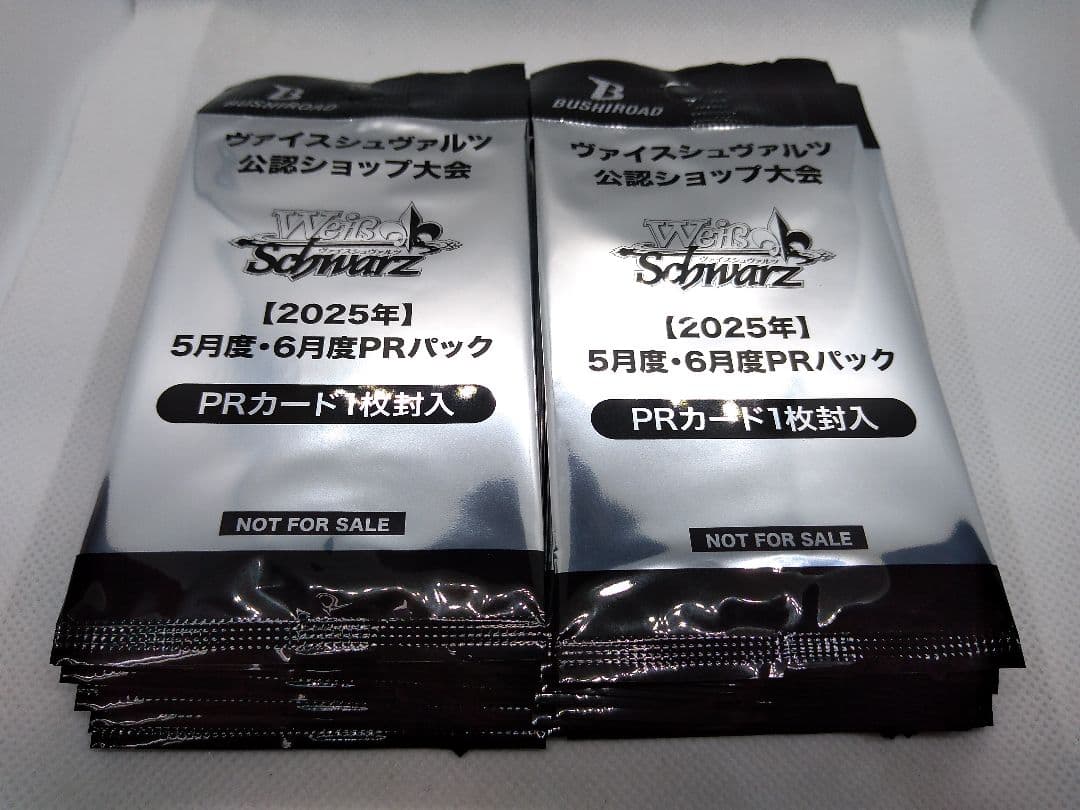 BUSHIROAD
ヴァイスシュヴァルツ
公認ショップ大会
Weiß
ヴァイスシュヴァルツ
Schwarz
【2025年】
5月度・6月度PRパック
PRカード1枚封入
NOT FOR SALE
BUSHIROAD
ヴァイスシュヴァルツ
公認ショップ大会
Weiß
ヴァイスシュヴァルツ
Schwarz
【2025年】
5月度・6月度PRパック
PRカード1枚封入
NOT FOR SALE